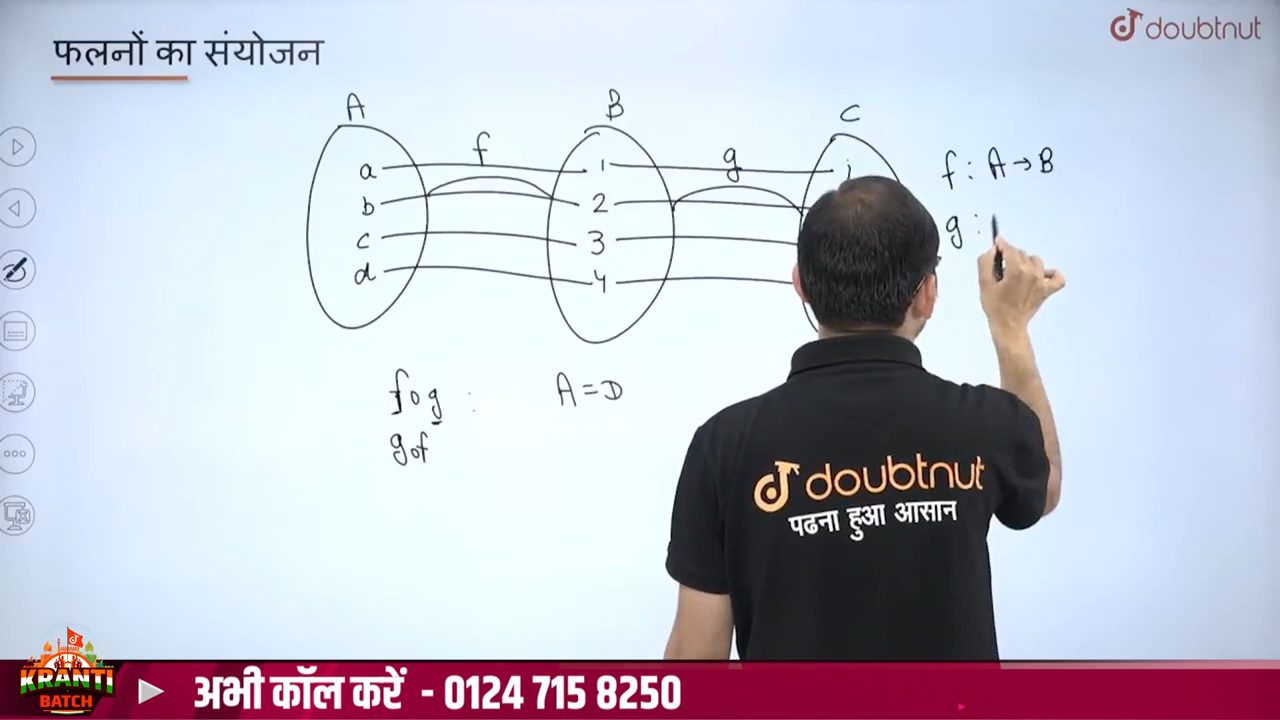 फलनों का संयोजन
doubtnut
A B C
f g
a 1 i
b 2
c 3
d 4
f : A → B
g :
fog : A = D
gof
doubtnut
पढना हुआ आसान
KRANTI
BATCH
अभी कॉल करें - 0124 715 8250